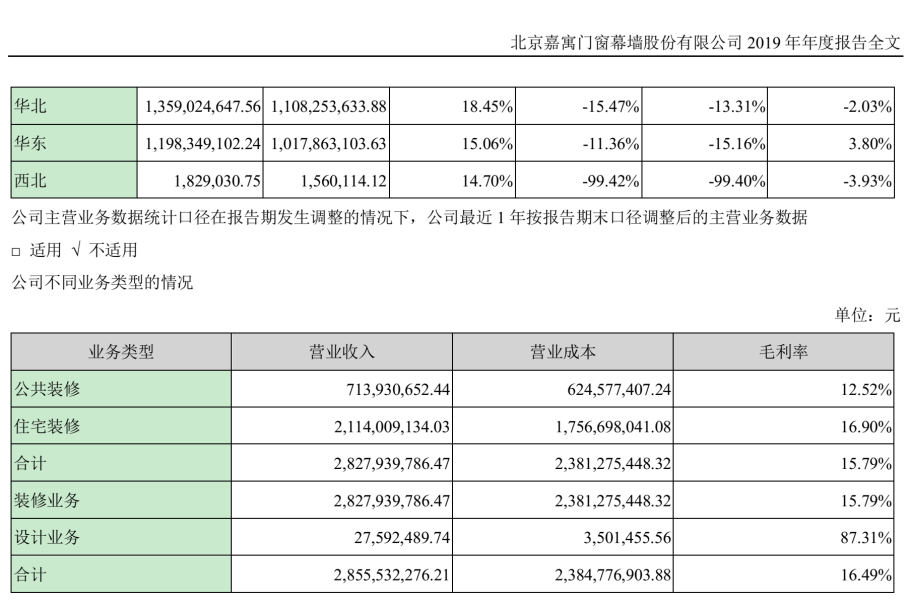 北京嘉寓门窗幕墙股份有限公司 2019 年年度报告全文
华北 1,359,024,647.56 1,108,253,633.88 18.45% -15.47% -13.31% -2.03%
华东 1,198,349,102.24 1,017,863,103.63 15.06% -11.36% -15.16% 3.80%
西北 1,829,030.75 1,560,114.12 14.70% -99.42% -99.40% -3.93%
公司主营业务数据统计口径在报告期发生调整的情况下，公司最近 1 年按报告期末口径调整后的主营业务数据
□ 适用 √ 不适用
公司不同业务类型的情况
单位：元
业务类型 营业收入 营业成本 毛利率
公共装修 713,930,652.44 624,577,407.24 12.52%
住宅装修 2,114,009,134.03 1,756,698,041.08 16.90%
合计 2,827,939,786.47 2,381,275,448.32 15.79%
装修业务 2,827,939,786.47 2,381,275,448.32 15.79%
设计业务 27,592,489.74 3,501,455.56 87.31%
合计 2,855,532,276.21 2,384,776,903.88 16.49%